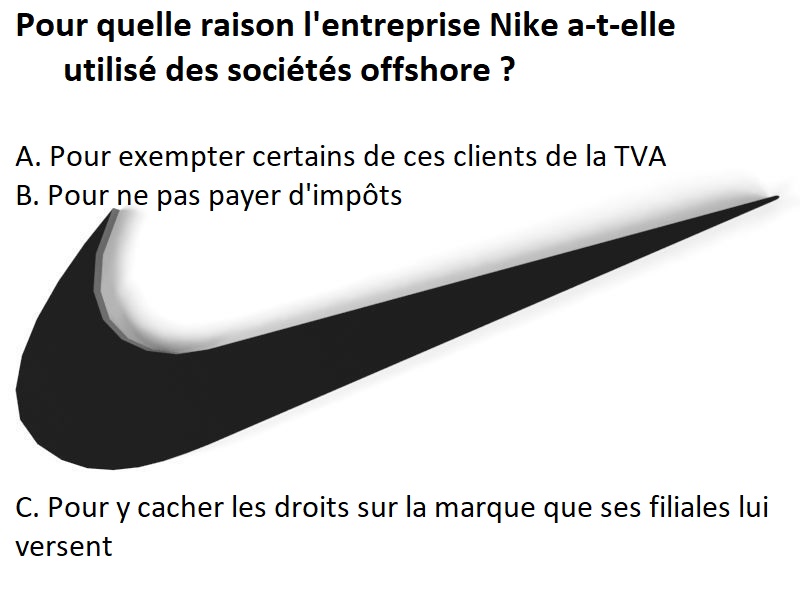 Pour quelle raison l'entreprise Nike a-t-elle
utilisé des sociétés offshore ?
A. Pour exempter certains de ces clients de la TVA
B. Pour ne pas payer d'impôts
C. Pour y cacher les droits sur la marque que ses filiales lui
versent